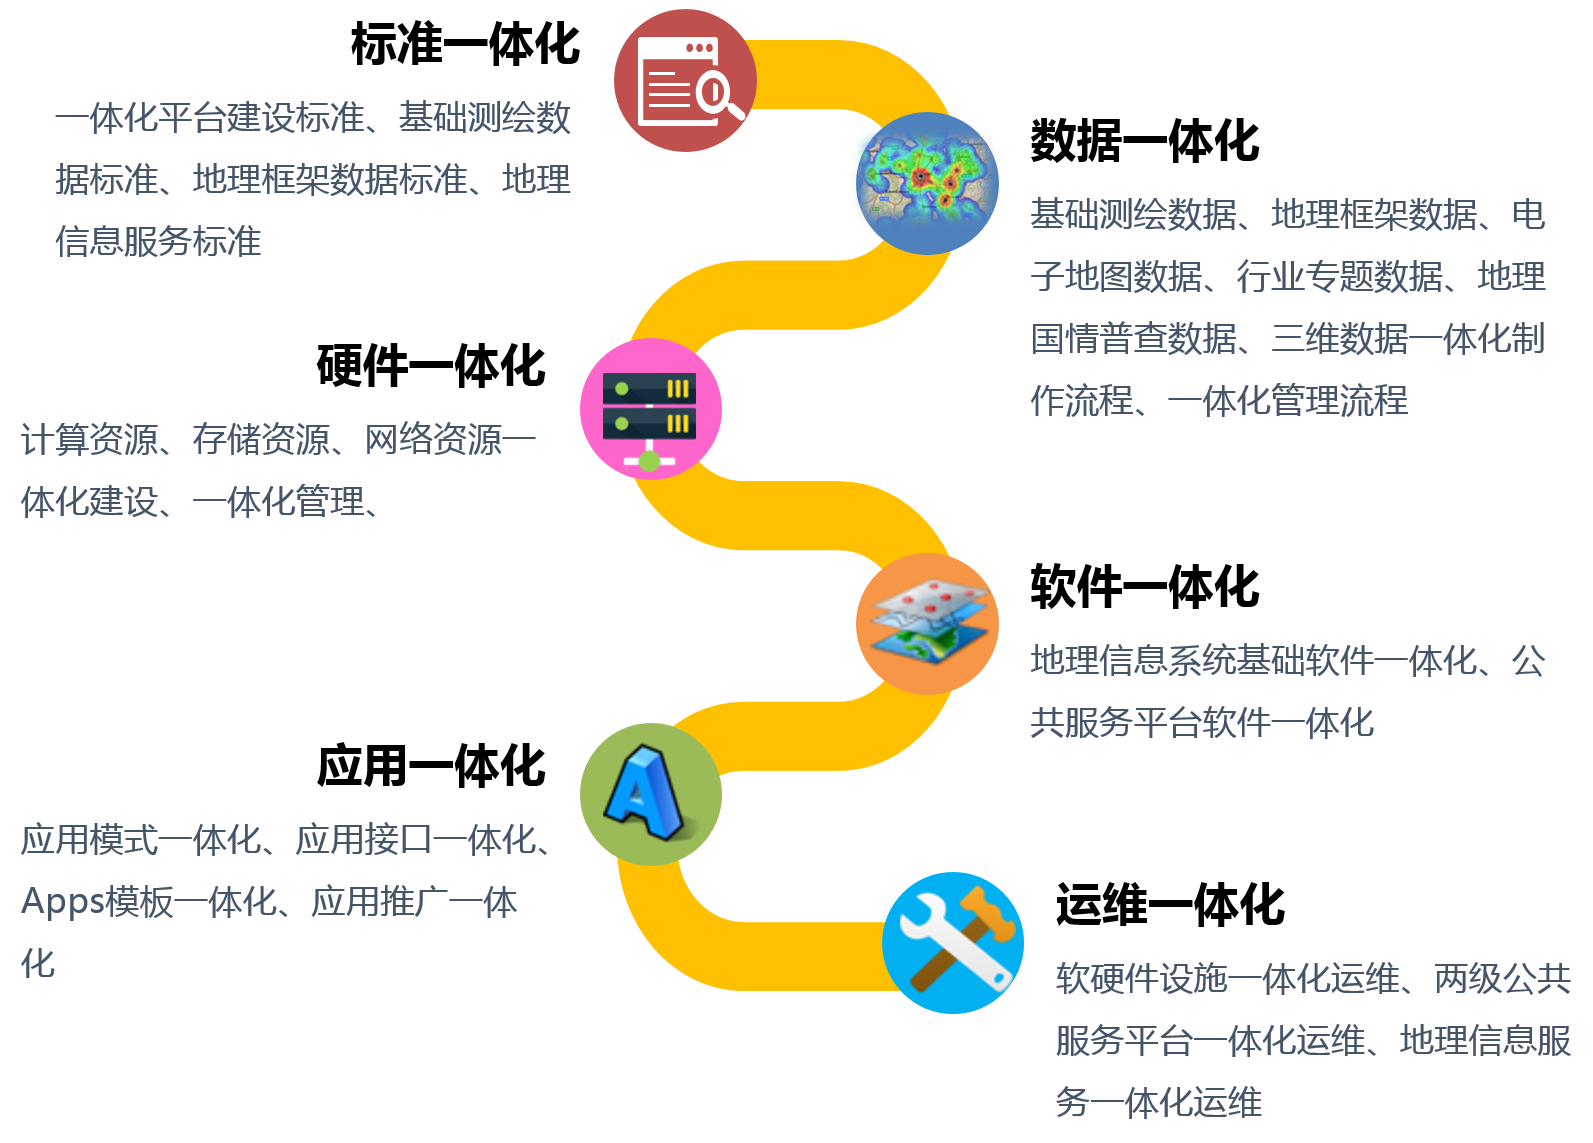 标准一体化
一体化平台建设标准、基础测绘数
据标准、地理框架数据标准、地理
信息服务标准
数据一体化
基础测绘数据、地理框架数据、电
子地图数据、行业专题数据、地理
国情普查数据、三维数据一体化制
作流程、一体化管理流程
硬件一体化
计算资源、存储资源、网络资源一
体化建设、一体化管理、
软件一体化
地理信息系统基础软件一体化、公
共服务平台软件一体化
应用一体化
应用模式一体化、应用接口一体化、
Apps模板一体化、应用推广一体
化
运维一体化
软硬件设施一体化运维、两级公共
服务平台一体化运维、地理信息服
务一体化运维